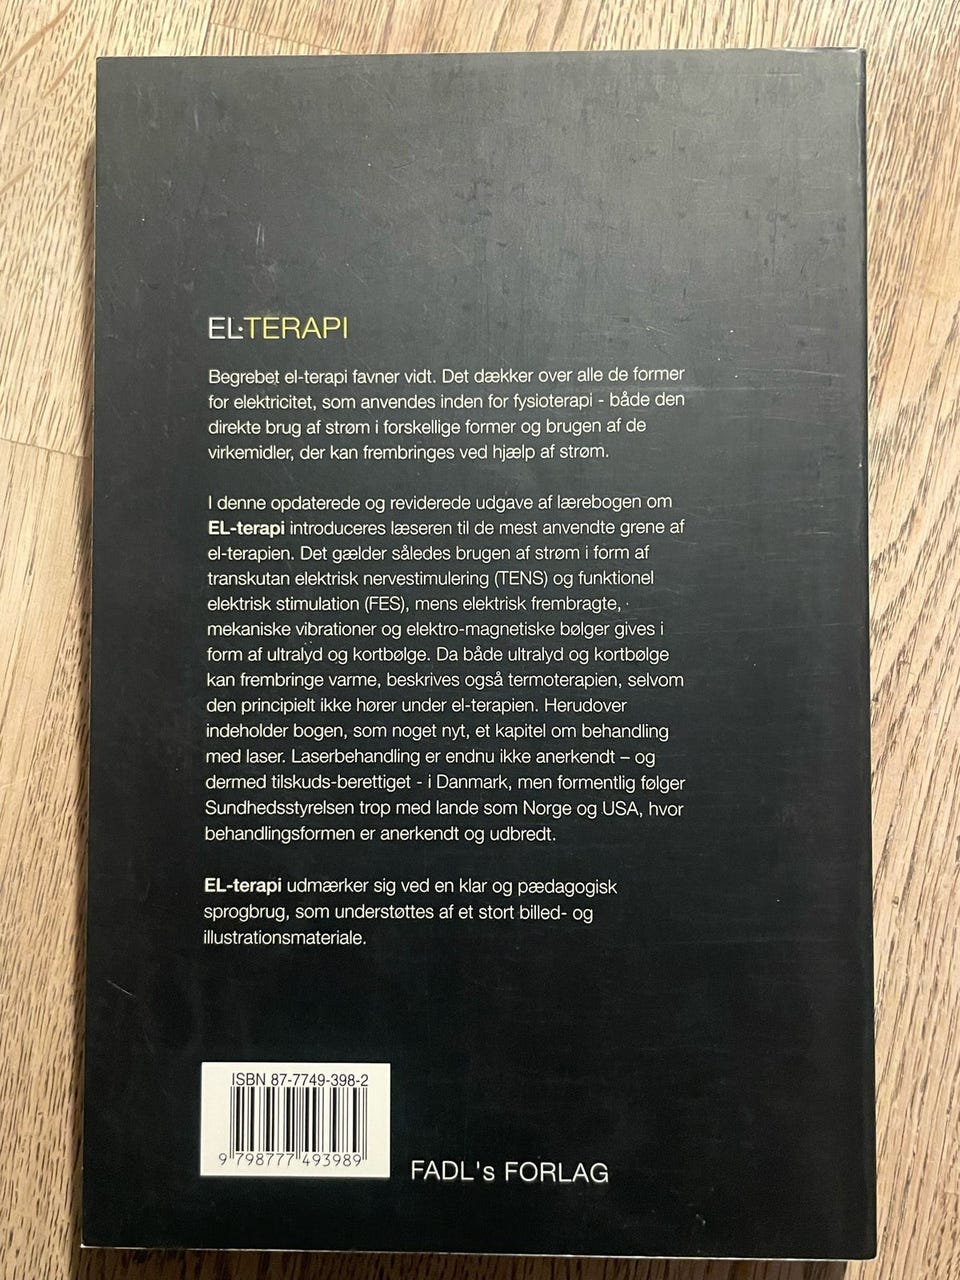 EL·TERAPI
Begrebet el-terapi favner vidt. Det dækker over alle de former
for elektricitet, som anvendes inden for fysioterapi - både den
direkte brug af strøm i forskellige former og brugen af de
virkemidler, der kan frembringes ved hjælp af strøm.
I denne opdaterede og reviderede udgave af lærebogen om
EL-terapi introduceres læseren til de mest anvendte grene af
el-terapien. Det gælder således brugen af strøm i form af
transkutan elektrisk nervestimulering (TENS) og funktionel
elektrisk stimulation (FES), mens elektrisk frembragte,
mekaniske vibrationer og elektro-magnetiske bølger gives i
form af ultralyd og kortbølge. Da både ultralyd og kortbølge
kan frembringe varme, beskrives også termoterapien, selvom
den principielt ikke hører under el-terapien. Herudover
indeholder bogen, som noget nyt, et kapitel om behandling
med laser. Laserbehandling er endnu ikke anerkendt – og
dermed tilskuds-berettiget - i Danmark, men formentlig følger
Sundhedsstyrelsen trop med lande som Norge og USA, hvor
behandlingsformen er anerkendt og udbredt.
EL-terapi udmærker sig ved en klar og pædagogisk
sprogbrug, som understøttes af et stort billed- og
illustrationsmateriale.
ISBN 87-7749-398-2
9 798777 493989
FADL's FORLAG